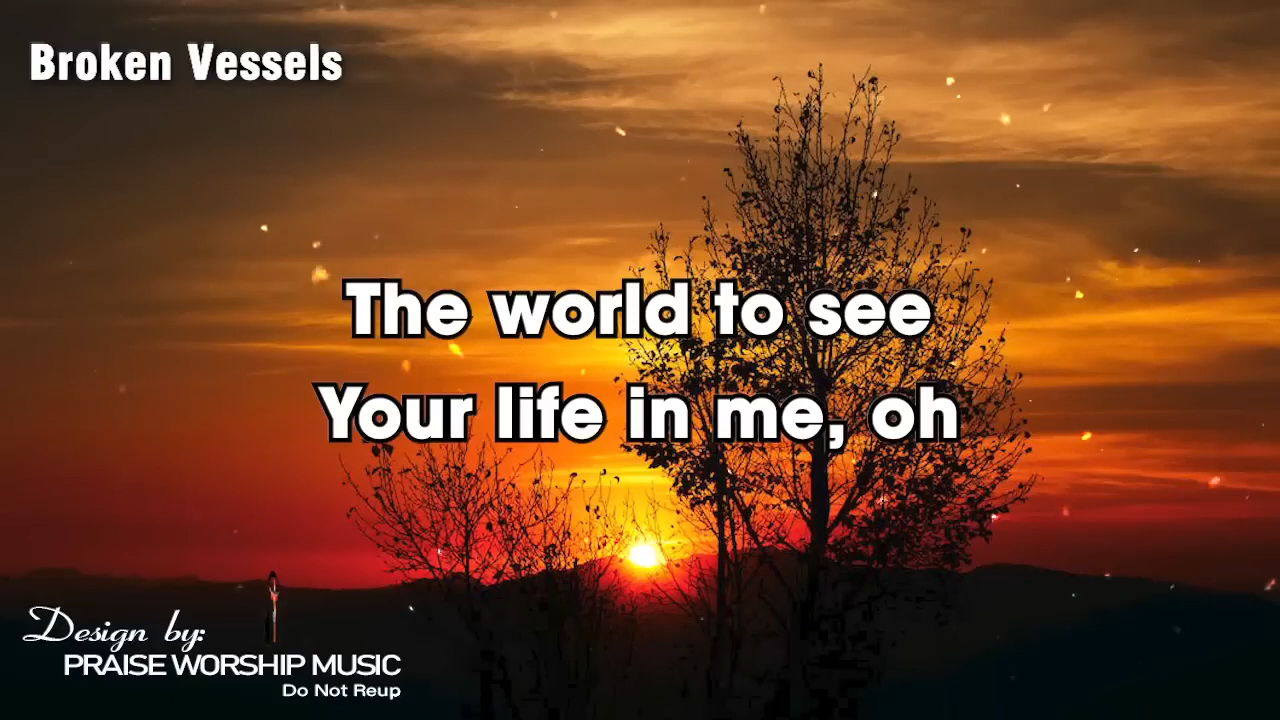 Broken Vessels
The world to see
Your life in me, oh
Design by:
PRAISE WORSHIP MUSIC
Do Not Reup